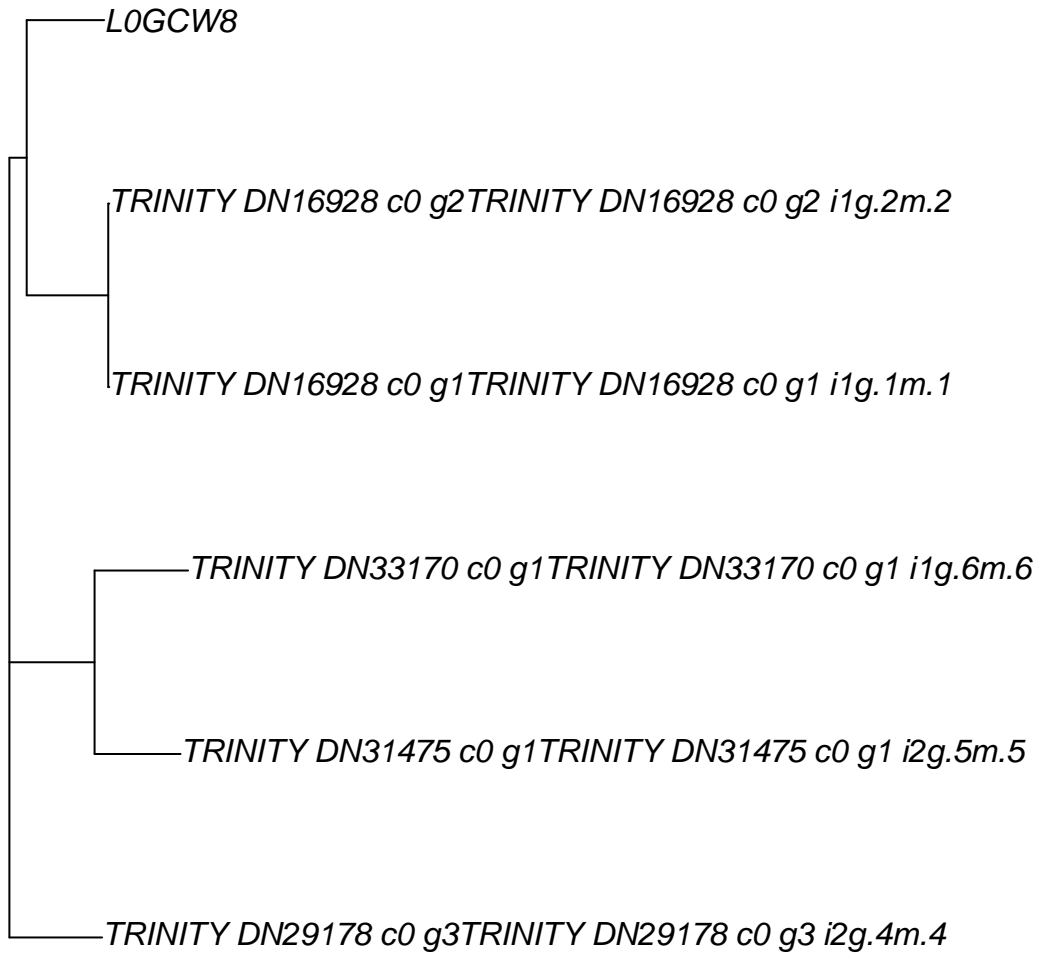 L0GCW8
TRINITY DN16928 c0 g2TRINITY DN16928 c0 g2 i1g.2m.2
TRINITY DN16928 c0 g1TRINITY DN16928 c0 g1 i1g.1m.1
TRINITY DN33170 c0 g1TRINITY DN33170 c0 g1 i1g.6m.6
TRINITY DN31475 c0 g1TRINITY DN31475 c0 g1 i2g.5m.5
TRINITY DN29178 c0 g3TRINITY DN29178 c0 g3 i2g.4m.4